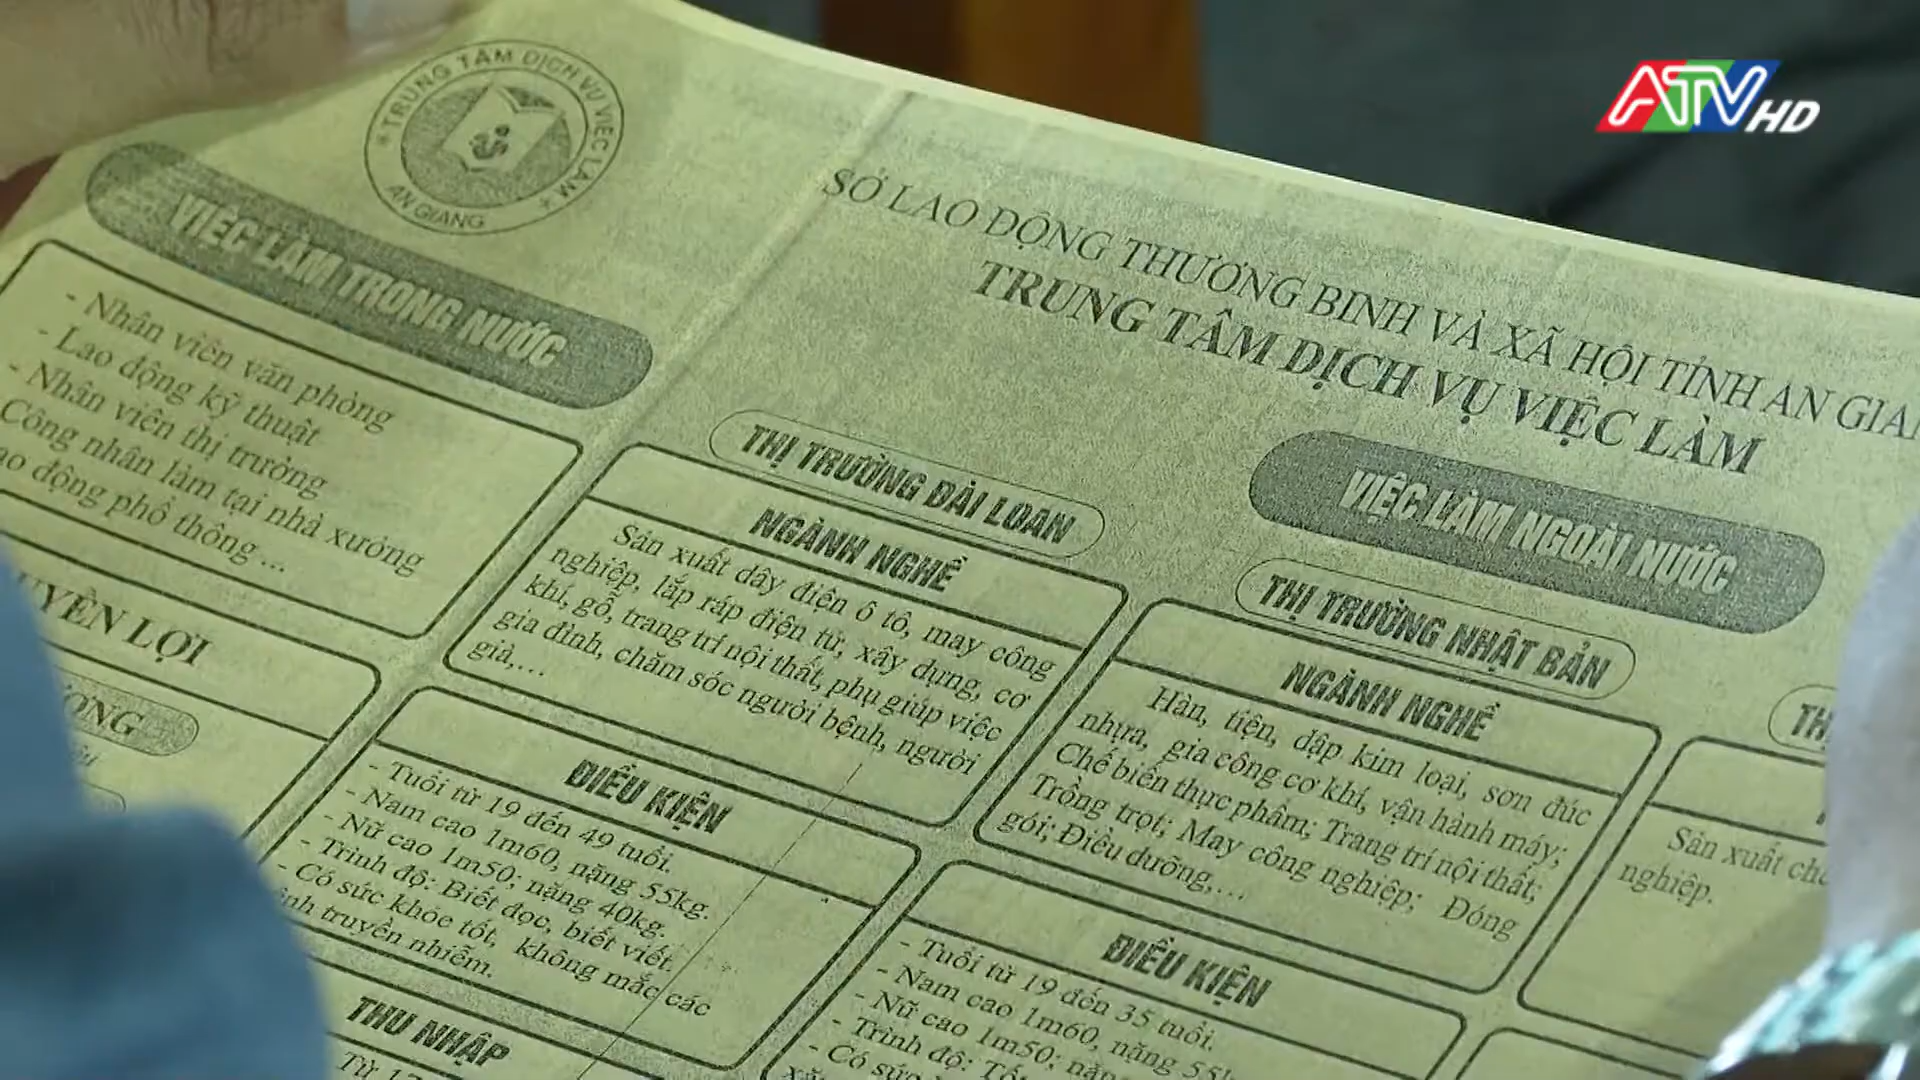 ATV HD
TRUNG TÂM DỊCH VỤ VIỆC LÀM
AN GIANG
SỞ LAO ĐỘNG THƯƠNG BINH VÀ XÃ HỘI TỈNH AN
TRUNG TÂM DỊCH VỤ VIỆC LÀM
VIỆC LÀM TRONG NƯỚC
- Nhân viên văn phòng
- Lao động kỹ thuật
- Nhân viên thị trường
Công nhân làm tại nhà xưởng
động phổ thông ...
LỢI
VIỆC LÀM NGOÀI NƯỚC
THỊ TRƯỜNG ĐÀI LOAN
NGÀNH NGHỀ
Sản xuất dây điện ô tô, may công
nghiệp, lắp ráp điện tử, xây dựng, cơ
khí, gỗ, trang trí nội thất, phụ giúp việc
gia đình, chăm sóc người bệnh, người
già,...
ĐIỀU KIỆN
- Tuổi từ 19 đến 49 tuổi.
- Nam cao 1m60, nặng 55kg.
- Nữ cao 1m50; nặng 40kg.
- Trình độ: Biết đọc, biết viết.
- Có sức khỏe tốt, không mắc các
truyền nhiễm.
THU NHẬP
Từ
THỊ TRƯỜNG NHẬT BẢN
NGÀNH NGHỀ
Hàn, tiện, dập kim loại, sơn đúc
nhựa, gia công cơ khí, vận hành máy;
Chế biến thực phẩm; Trang trí nội thất;
Trồng trọt; May công nghiệp; Đóng
gói; Điều dưỡng,...
ĐIỀU KIỆN
- Tuổi từ 19 đến 35 tuổi.
- Nam cao 1m60, nặng
- Nữ cao 1m50;
- Trình độ:
- Có sức
Sản xuất
nghiệp.